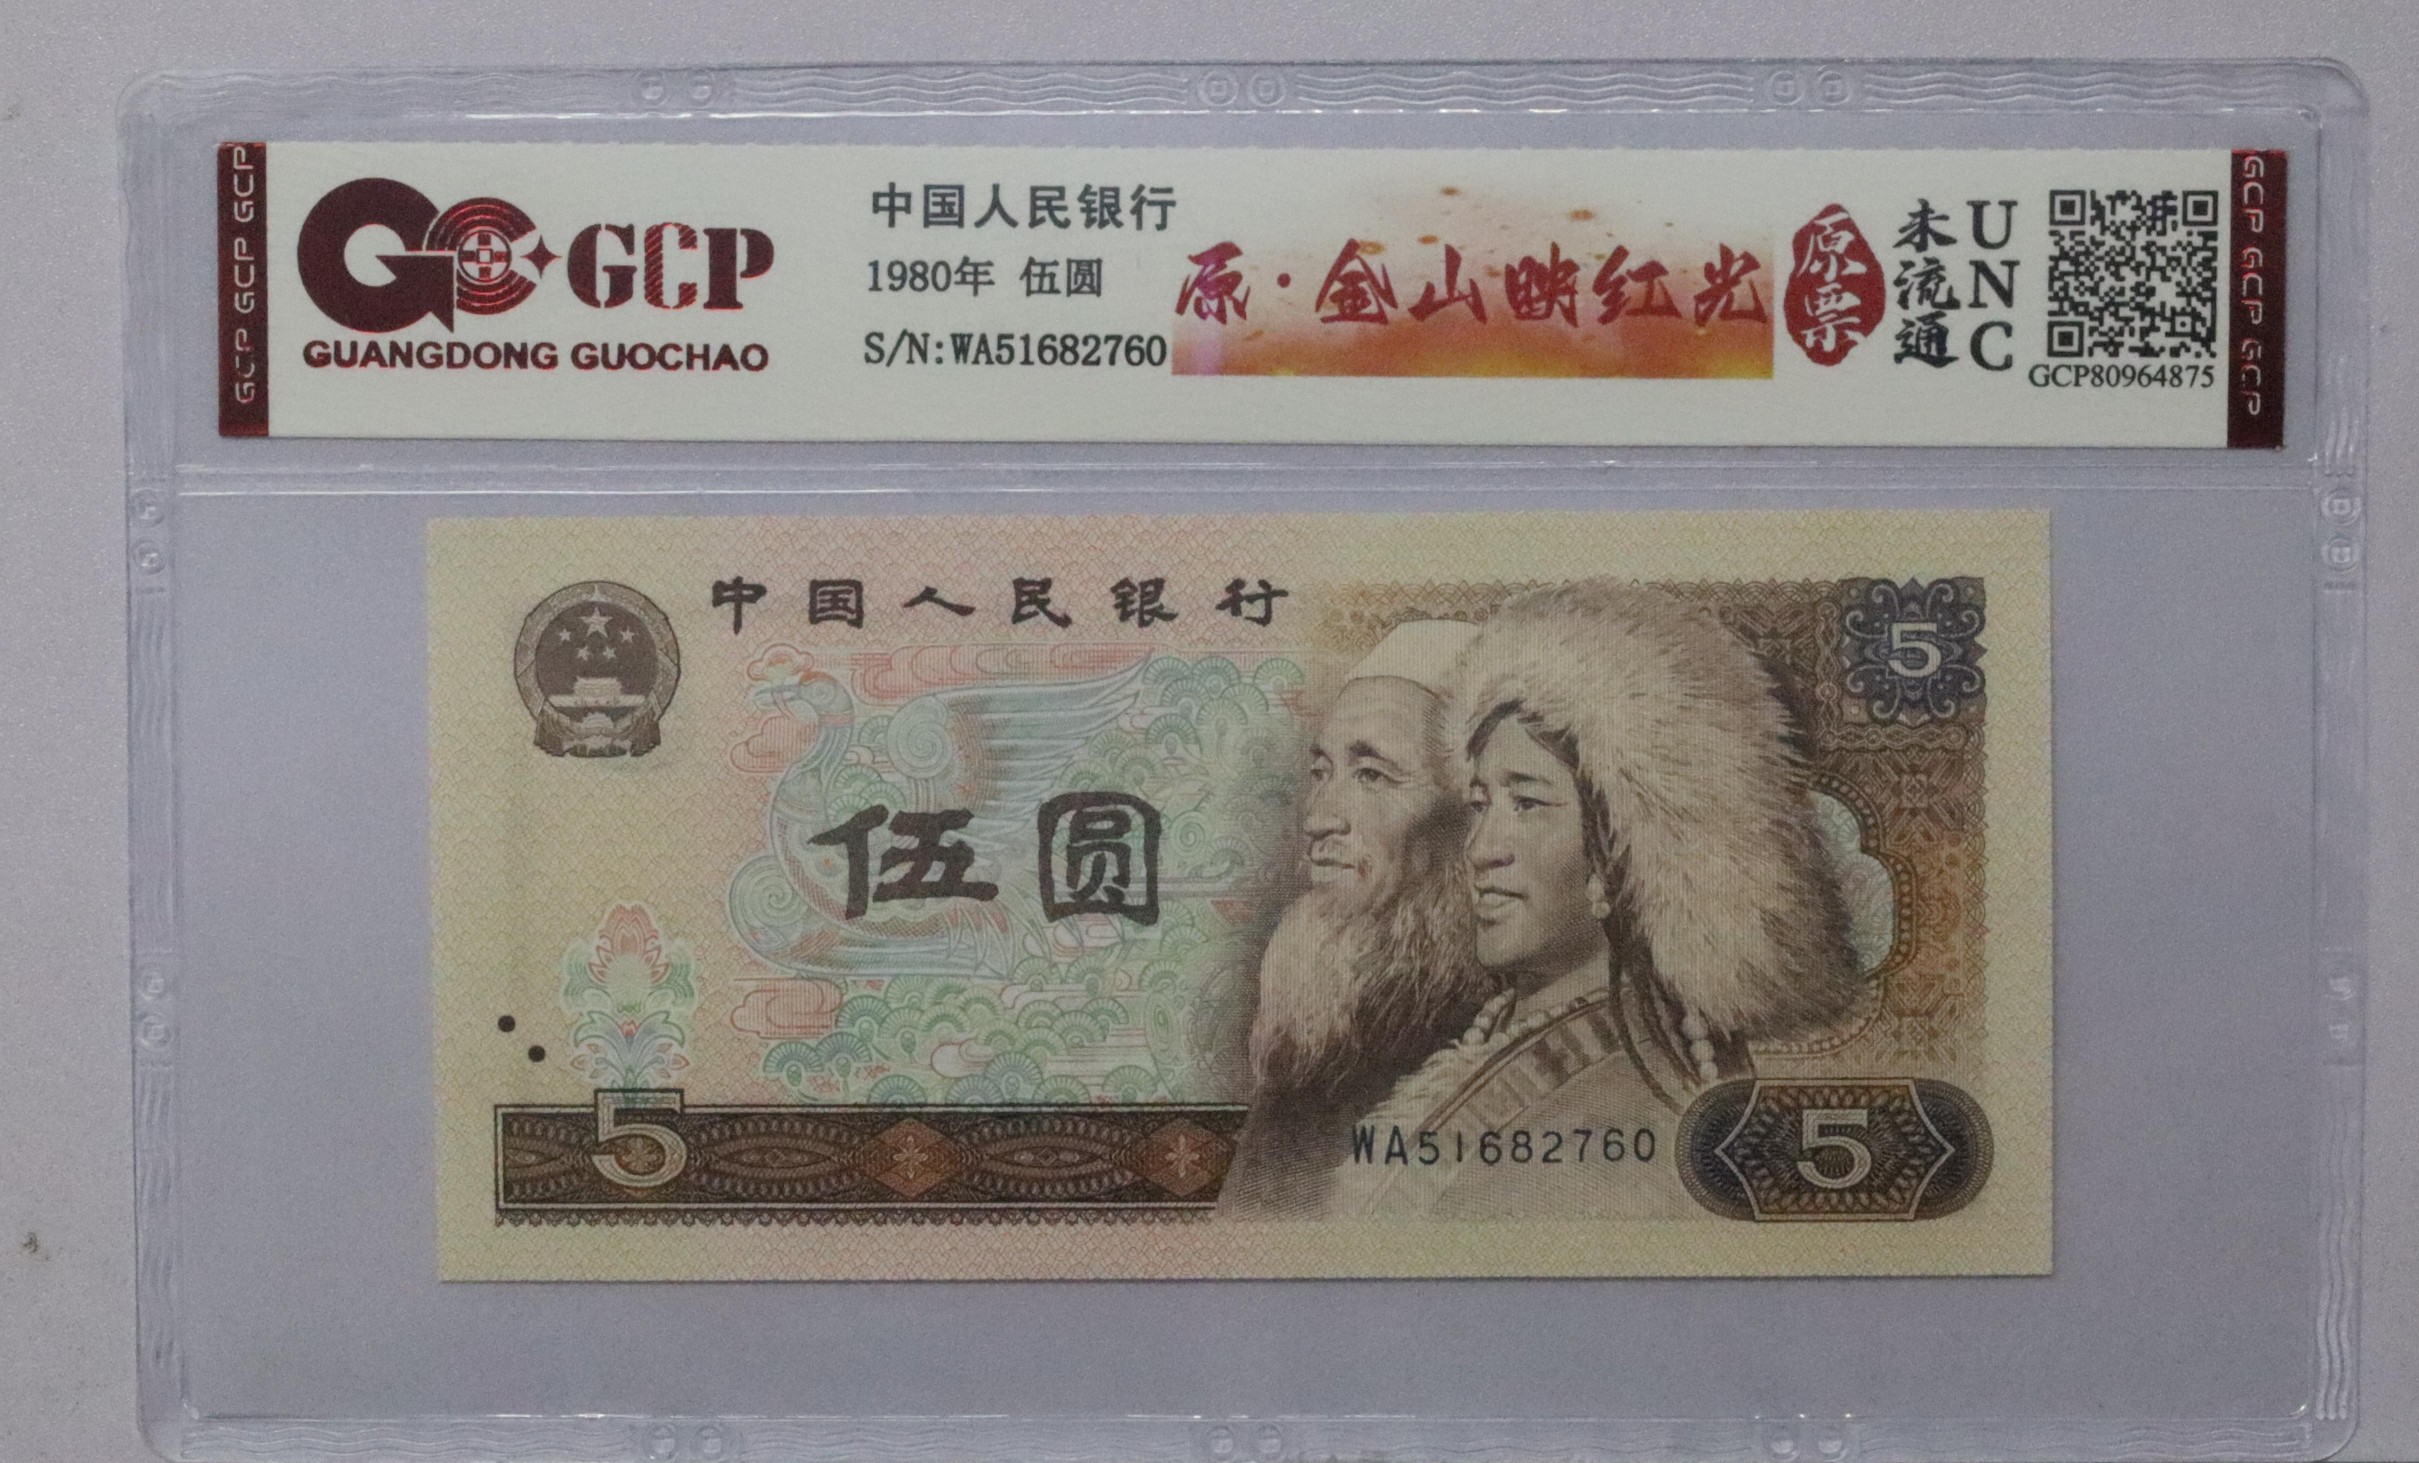 GCP GCP GCP
GCP
GUANGDONG GUOCHAO
中国人民银行
1980年 伍圆
S/N:WA51682760
原·金山映红光
原票
未流通
UNC
GCP80964875
GCP GCP GCP
中国人民银行
5
伍圆
5
WA51682760
5